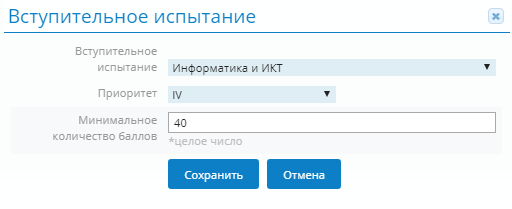 Вступительное испытание
Вступительное
испытание
Информатика и ИКТ
Приоритет
IV
Минимальное
количество баллов
40
*целое число
Сохранить
Отмена